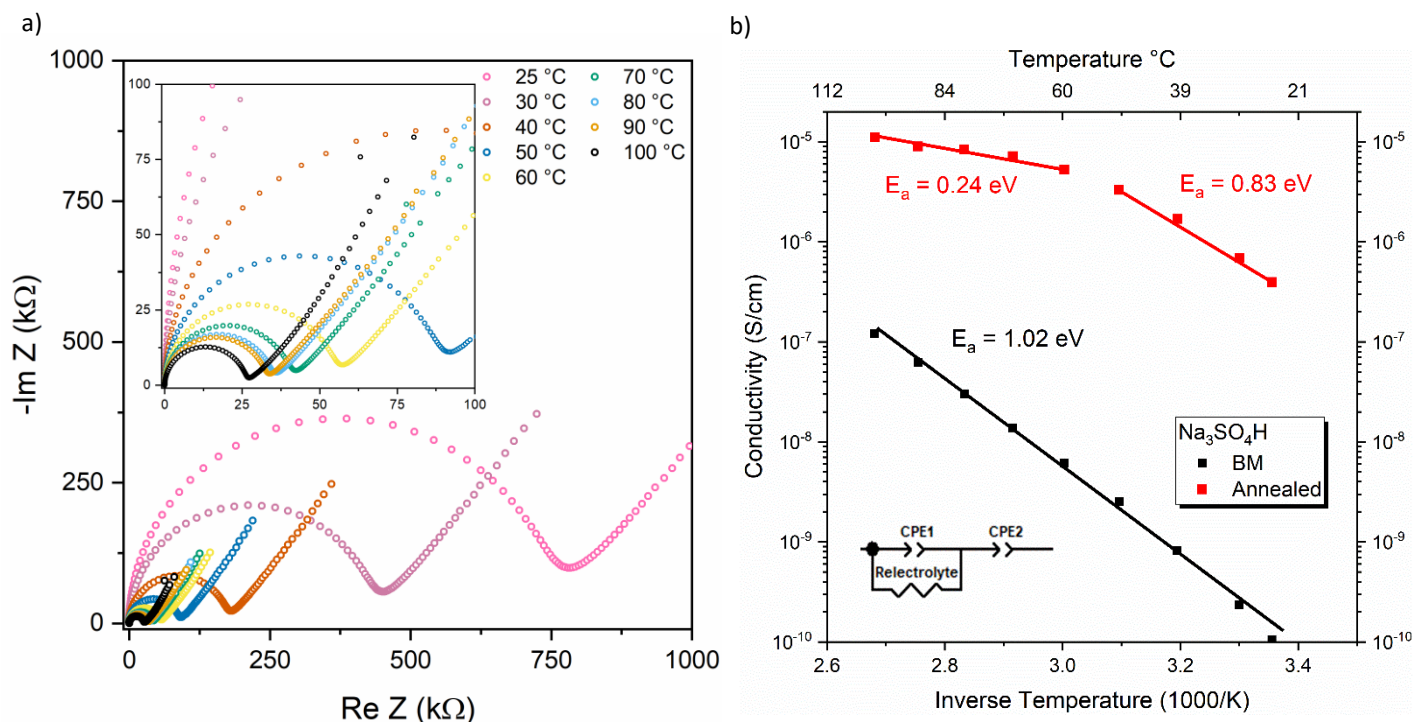 a)
1000
750
500
250
0
-Im Z (kΩ)
0 250 500 750 1000
Re Z (kΩ)
25 °C 70 °C
30 °C 80 °C
40 °C 90 °C
50 °C 100 °C
60 °C
100
75
50
25
0
0 25 50 75 100
b)
Temperature °C
112 84 60 39 21
10⁻⁵ 10⁻⁵
10⁻⁶ 10⁻⁶
10⁻⁷ 10⁻⁷
10⁻⁸ 10⁻⁸
10⁻⁹ 10⁻⁹
10⁻¹⁰ 10⁻¹⁰
Conductivity (S/cm)
Eₐ = 0.24 eV
Eₐ = 0.83 eV
Eₐ = 1.02 eV
Na₃SO₄H
BM
Annealed
CPE1 CPE2
Relectrolyte
2.6 2.8 3.0 3.2 3.4
Inverse Temperature (1000/K)